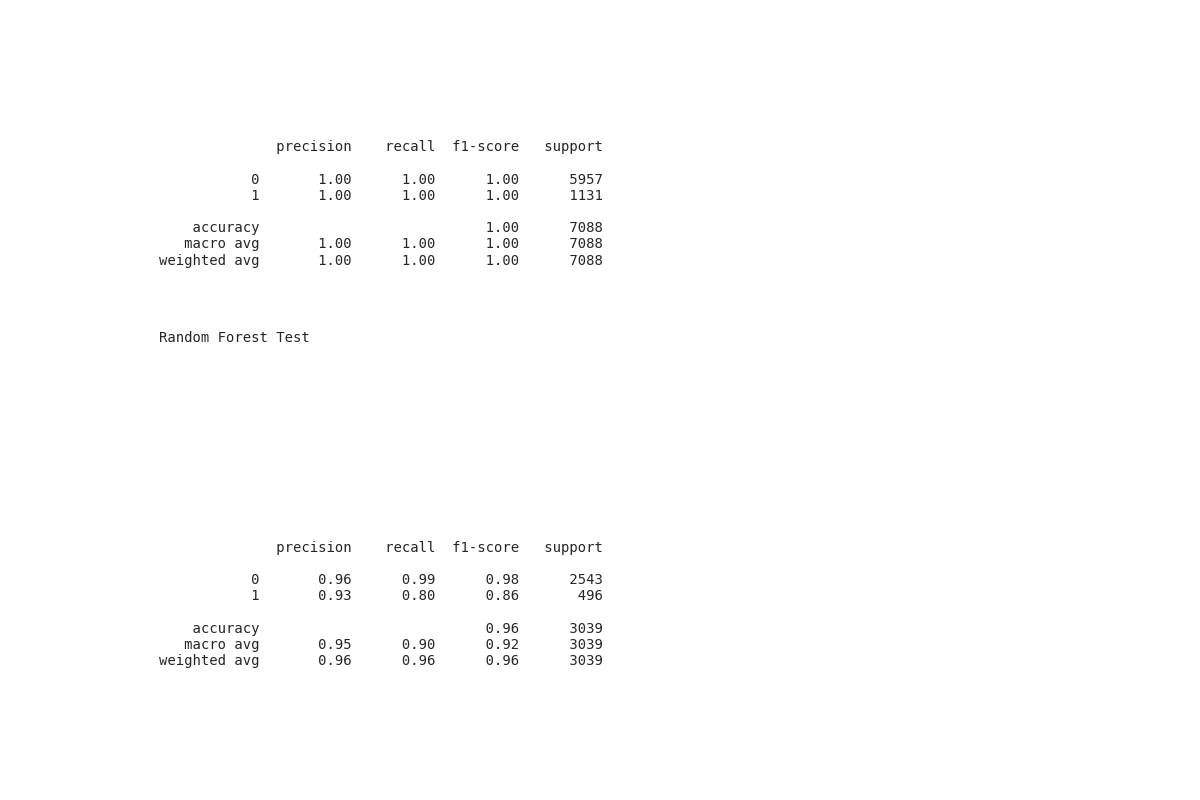 precision    recall  f1-score   support

           0       1.00      1.00      1.00      5957
           1       1.00      1.00      1.00      1131

    accuracy                           1.00      7088
   macro avg       1.00      1.00      1.00      7088
weighted avg       1.00      1.00      1.00      7088

Random Forest Test

              precision    recall  f1-score   support

           0       0.96      0.99      0.98      2543
           1       0.93      0.80      0.86       496

    accuracy                           0.96      3039
   macro avg       0.95      0.90      0.92      3039
weighted avg       0.96      0.96      0.96      3039